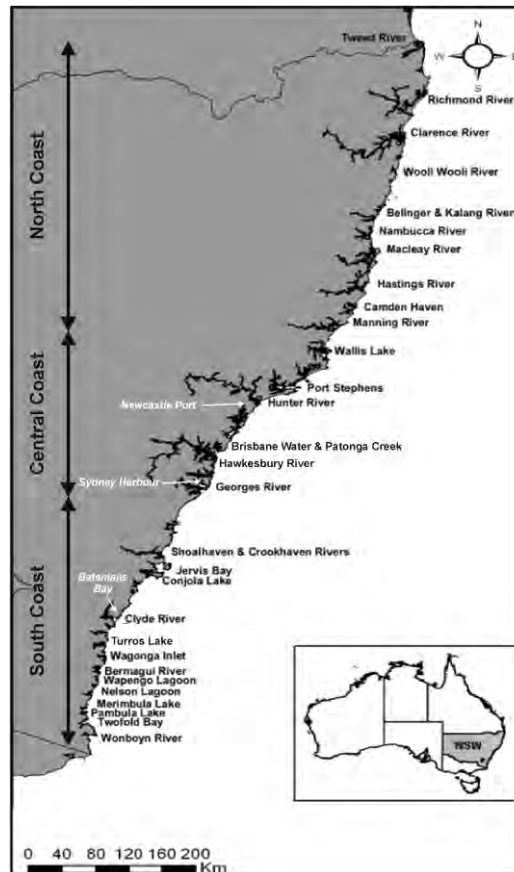 Tweed River
N
W
E
S
Richmond River
Clarence River
Wooli Wooli River
North Coast
Belinger & Kalang River
Nambucca River
Macleay River
Hastings River
Camden Haven
Manning River
Wallis Lake
Central Coast
Port Stephens
Newcastle Port
Hunter River
Brisbane Water & Patonga Creek
Hawkesbury River
Sydney Harbour
Georges River
South Coast
Shoalhaven & Crookhaven Rivers
Jervis Bay
Conjola Lake
Batemans
Bay
Clyde River
Turros Lake
Wagonga Inlet
Bermagui River
Wapengo Lagoon
Nelson Lagoon
Merimbula Lake
Pambula Lake
Twofold Bay
Wonboyn River
NSW
0 40 80 120 160 200
Km